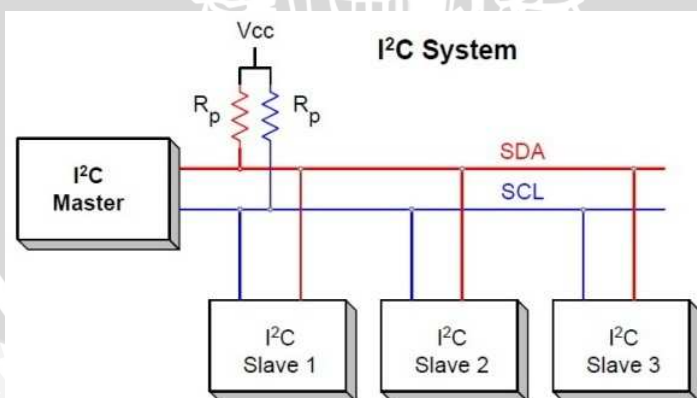 Vcc
I²C System
Rp
Rp
SDA
I²C
Master
SCL
I²C
Slave 1
I²C
Slave 2
I²C
Slave 3